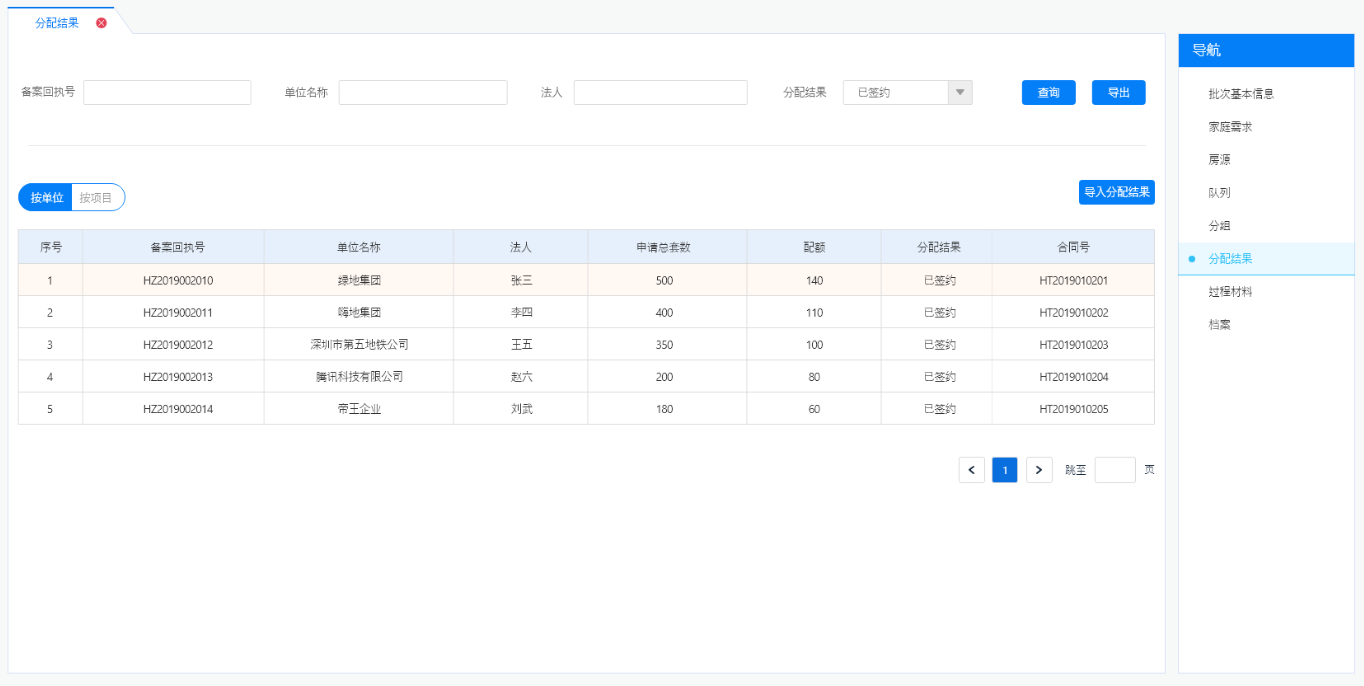 分配结果
备案回执号 单位名称 法人 分配结果 已签约 查询 导出
按单位 按项目 导入分配结果
序号 备案回执号 单位名称 法人 申请总套数 配额 分配结果 合同号
1 HZ2019002010 绿地集团 张三 500 140 已签约 HT2019010201
2 HZ2019002011 嗨地集团 李四 400 110 已签约 HT2019010202
3 HZ2019002012 深圳市第五地铁公司 王五 350 100 已签约 HT2019010203
4 HZ2019002013 腾讯科技有限公司 赵六 200 80 已签约 HT2019010204
5 HZ2019002014 帝王企业 刘武 180 60 已签约 HT2019010205
< 1 > 跳至 页
导航
批次基本信息
家庭需求
房源
队列
分组
分配结果
过程材料
档案